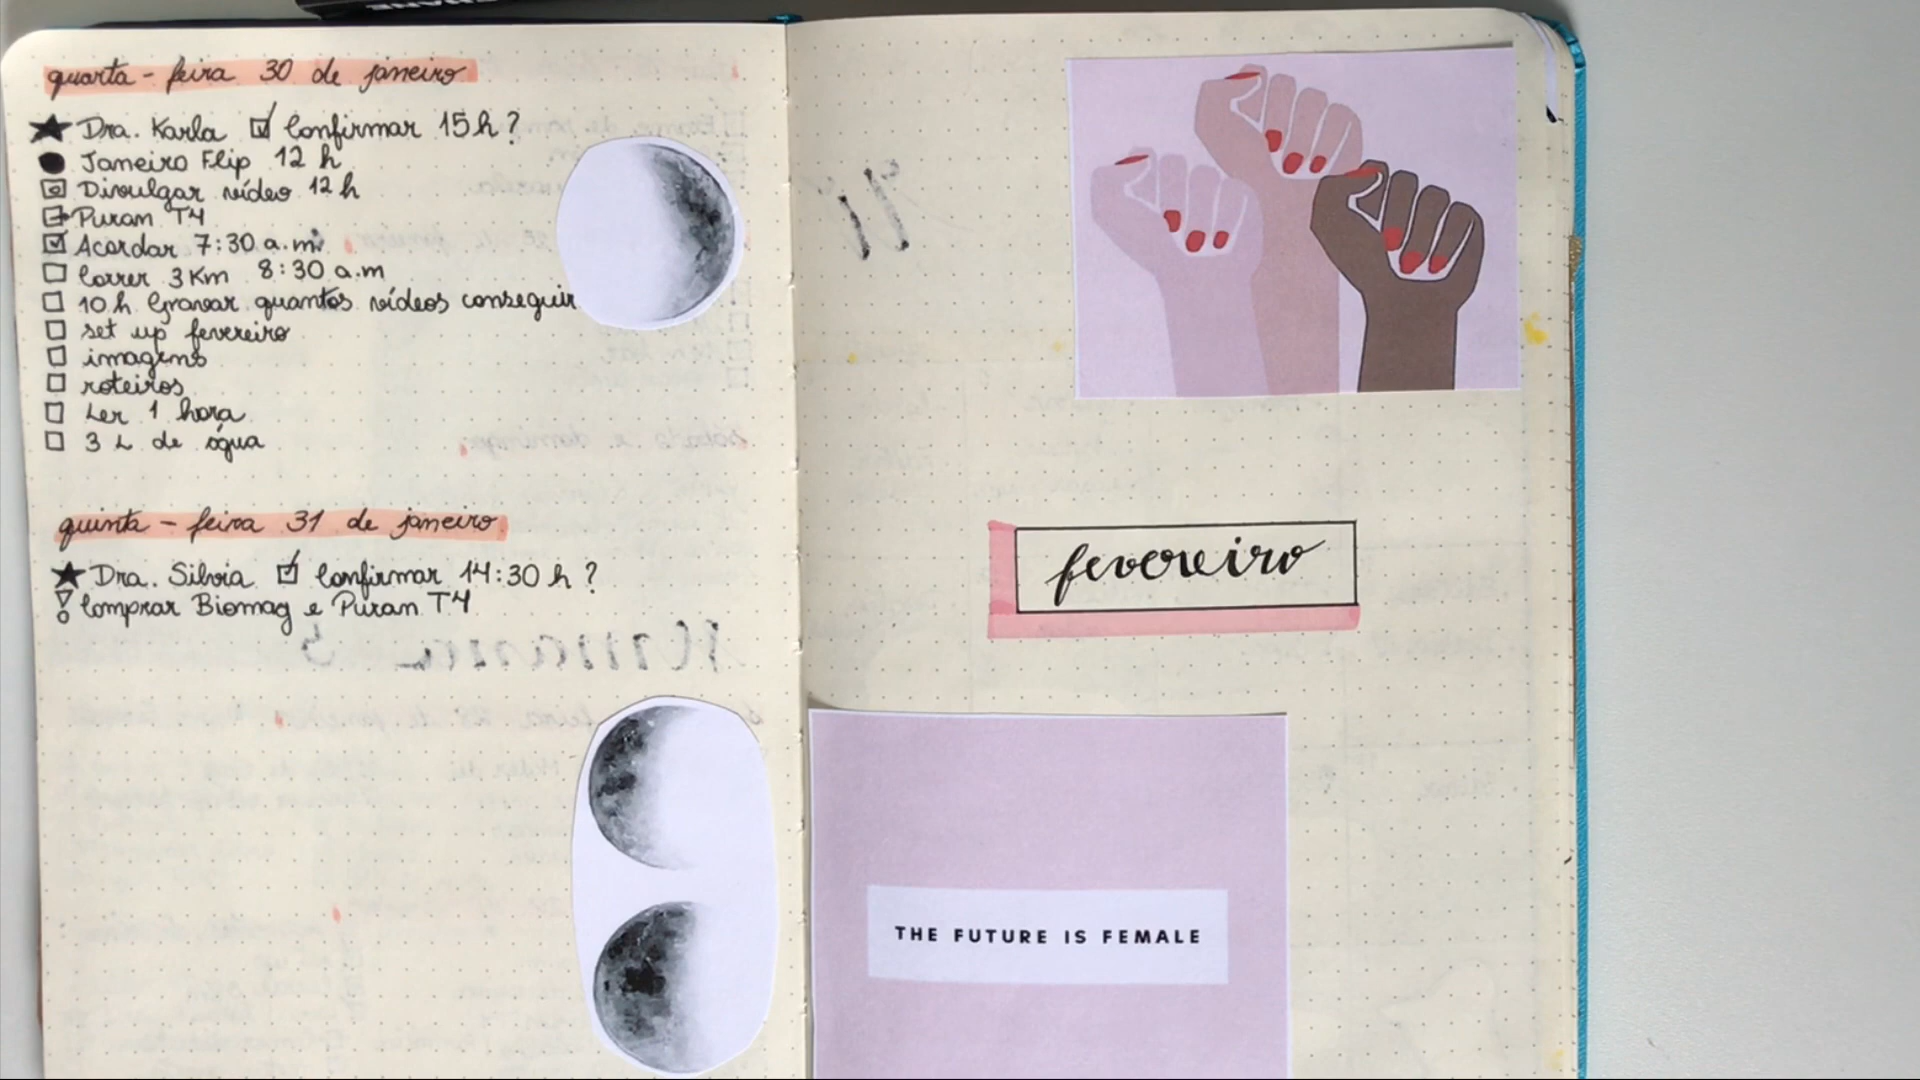 quarta-feira 30 de janeiro
Dra. Karla Confirmar 15h?
Janeiro Flip 12 h
Divulgar vídeo 12 h
Puran T4
Acordar 7:30 a.m
Correr 3 Km 8:30 a.m
10h Gravar quantos vídeos conseguir
set up fevereiro
imagens
roteiros
Ler 1 hora
3 L de água
quinta-feira 31 de janeiro
Dra. Silvia Confirmar 14:30 h?
Comprar Biomag e Puran T4
fevereiro
THE FUTURE IS FEMALE